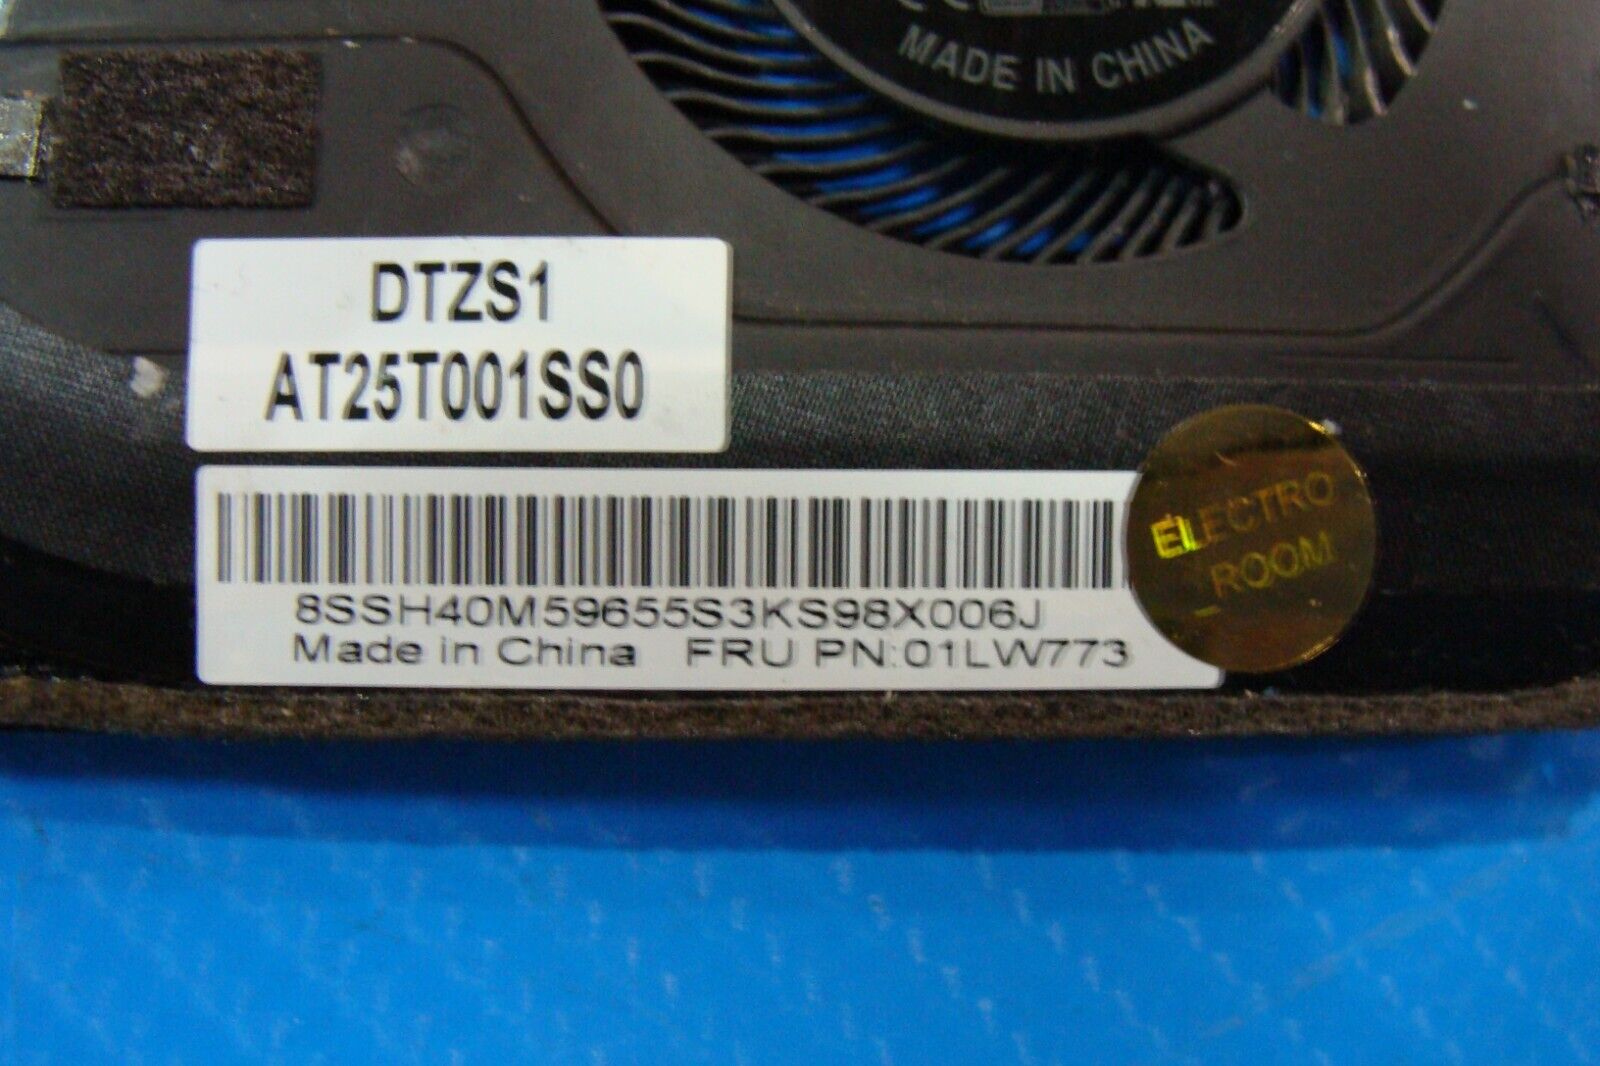 MADE IN CHINA
DTZS1
AT25T001SS0
8SSH40M59655S3KS98X006J
Made in China FRU PN:01LW773
ELECTRO
ROOM